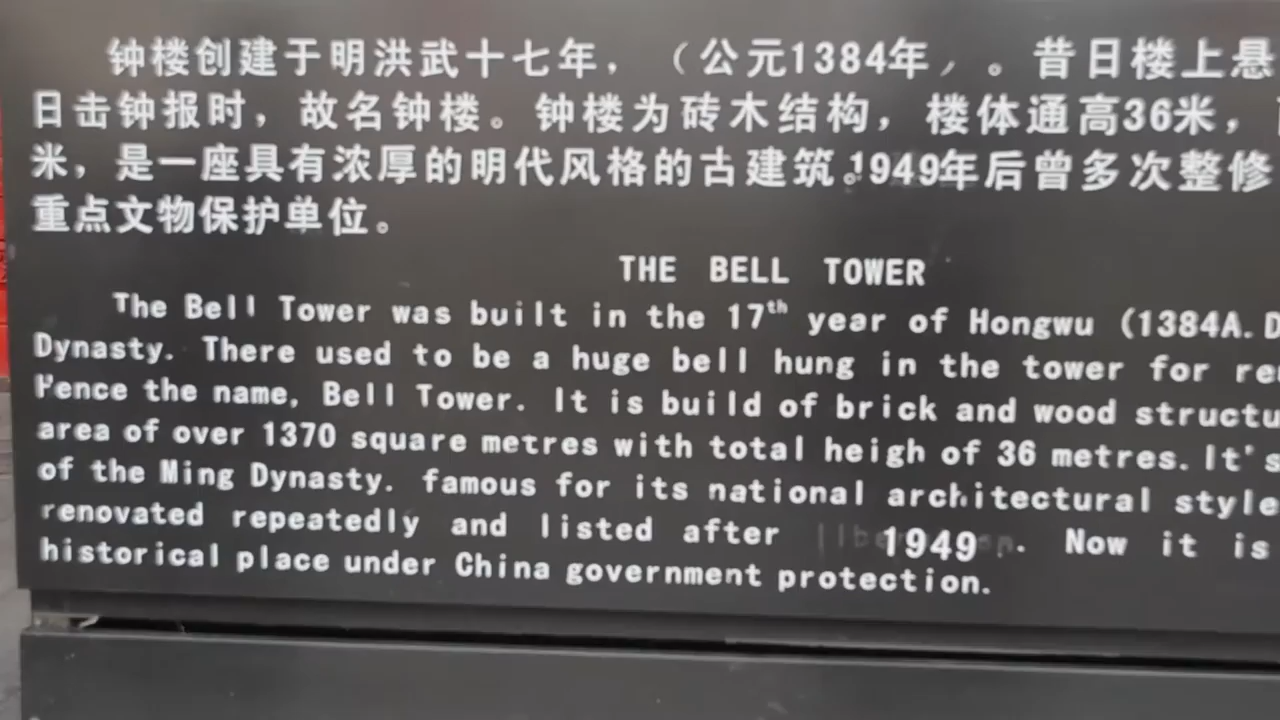 钟楼创建于明洪武十七年，（公元1384年，。昔日楼上悬
日击钟报时，故名钟楼。钟楼为砖木结构，楼体通高36米，
米，是一座具有浓厚的明代风格的古建筑。1949年后曾多次整修
重点文物保护单位。
THE BELL TOWER
The Bell Tower was built in the 17th year of Hongwu (1384A.D
Dynasty. There used to be a huge bell hung in the tower for
Hence the name, Bell Tower. It is build of brick and wood
area of over 1370 square metres with total heigh of 36 metres. It's
of the Ming Dynasty. famous for its national architectural style
renovated repeatedly and listed after 1949. Now it is
historical place under China government protection.